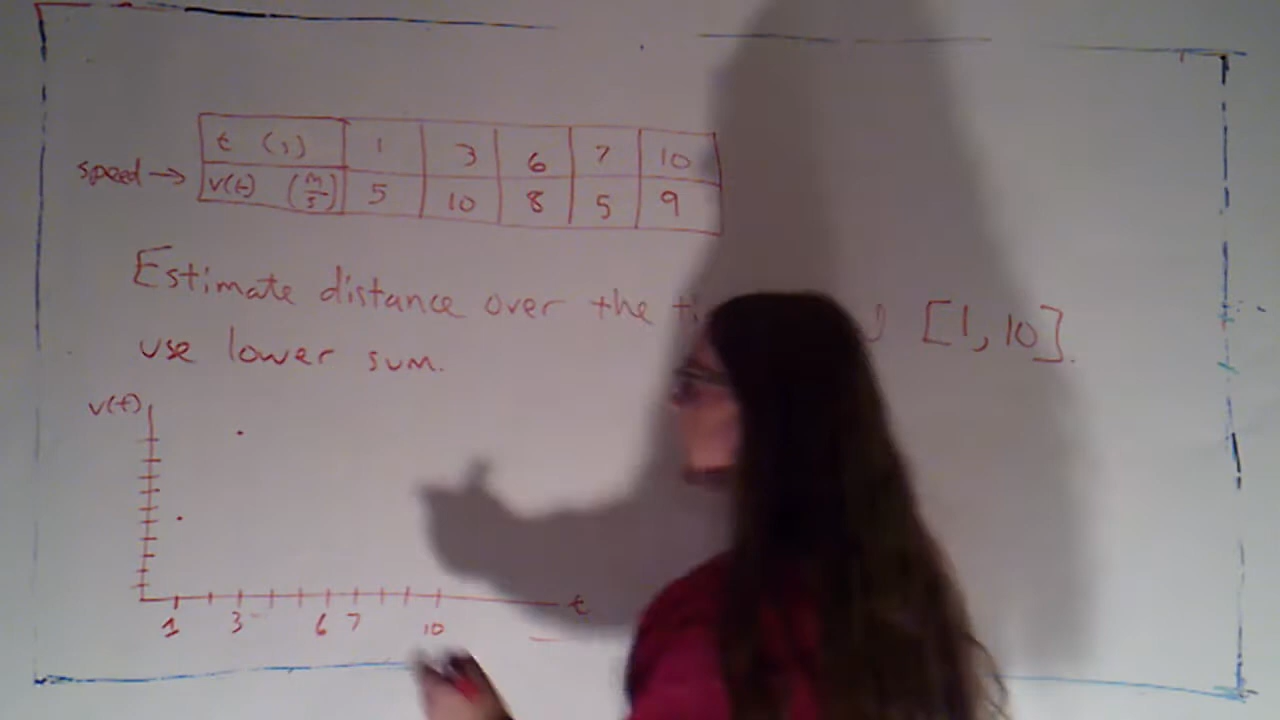 t (s) 1 3 6 7 10
speed → v(t) (m/s) 5 10 8 5 9
Estimate distance over the [1, 10].
use lower sum.
v(t)
t
1 3 6 7 10